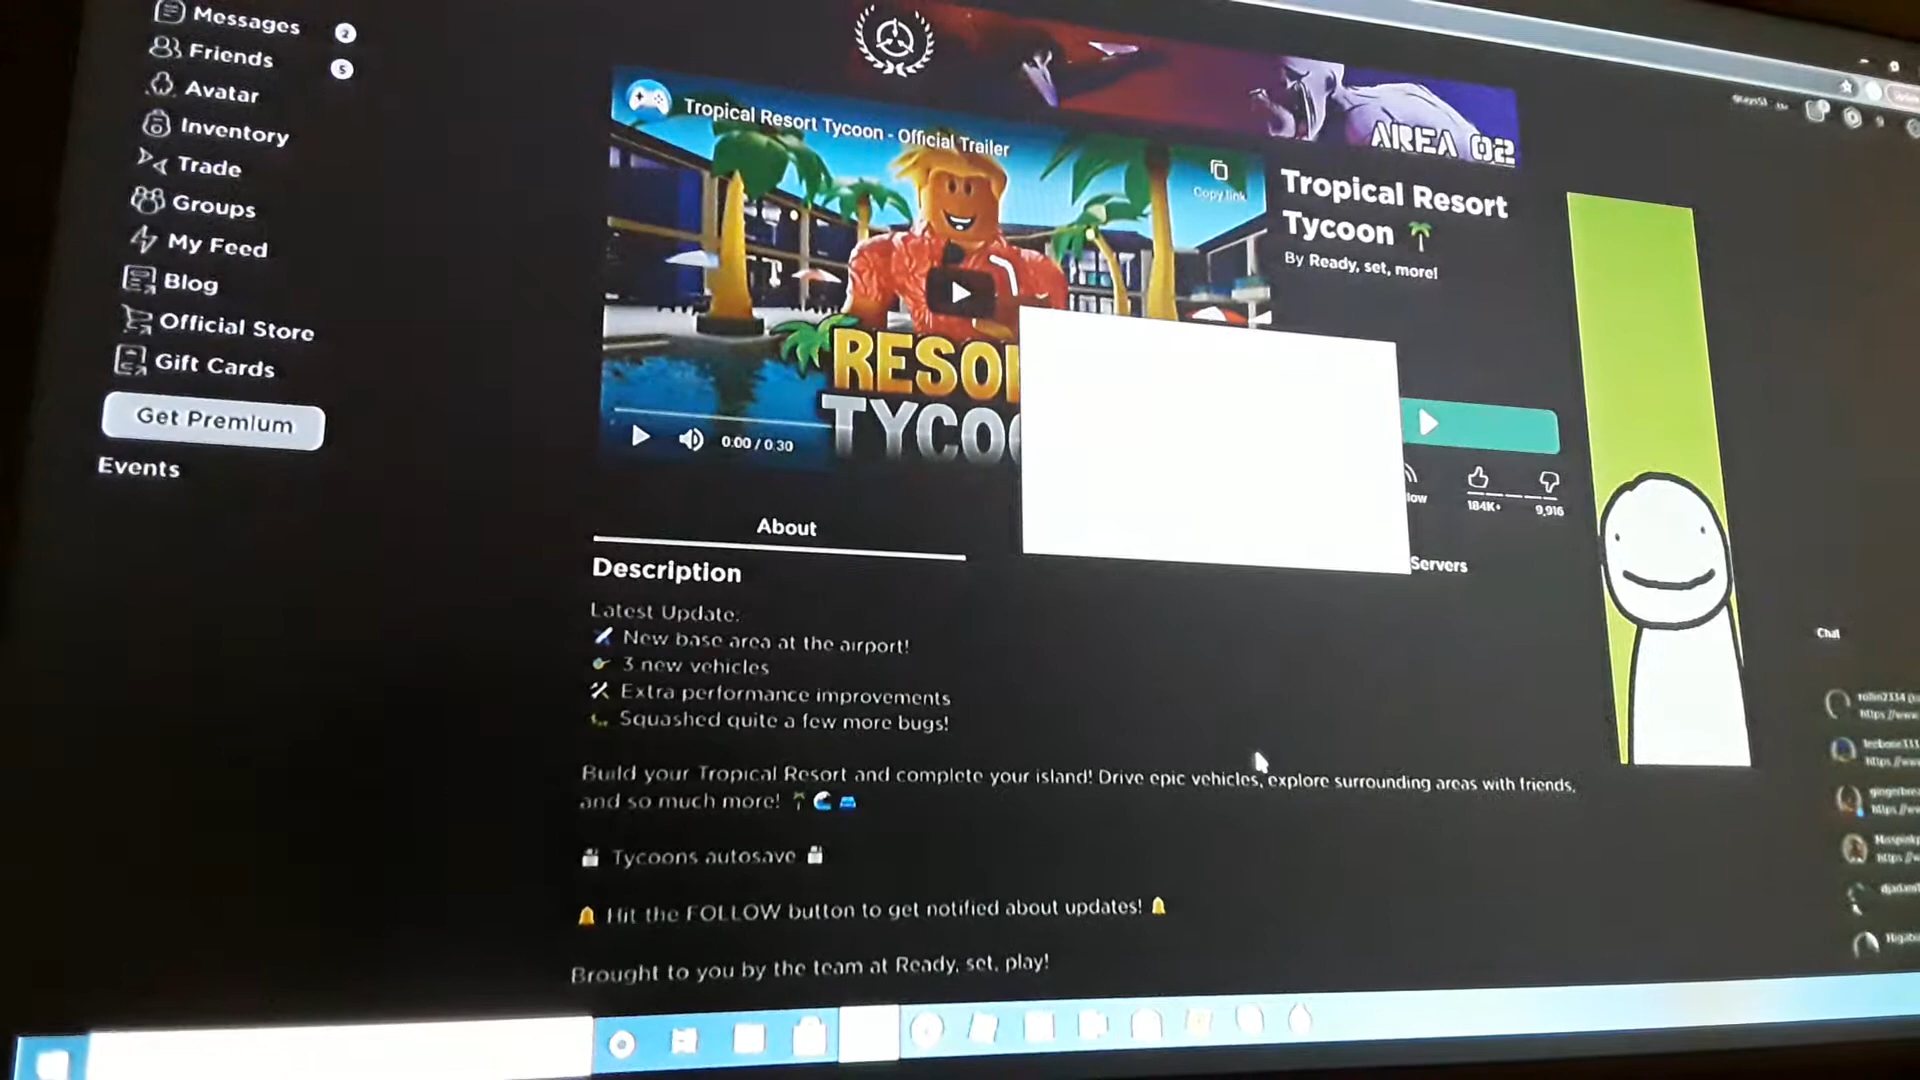 Messages 2
Friends 5
Avatar
Inventory
Trade
Groups
My Feed
Blog
Official Store
Gift Cards
Get Premium
Events
AREA 02
Tropical Resort Tycoon - Official Trailer
Copy link
RESO
TYCOO
0:00 / 0:30
Tropical Resort
Tycoon
By Ready, set, more!
low
184K+
9,916
About
Servers
Description
Latest Update:
New base area at the airport!
3 new vehicles
Extra performance improvements
Squashed quite a few more bugs!
Build your Tropical Resort and complete your island! Drive epic vehicles, explore surrounding areas with friends,
and so much more!
Tycoons autosave
Hit the FOLLOW button to get notified about updates!
Brought to you by the team at Ready, set, play!
Chat
https://www